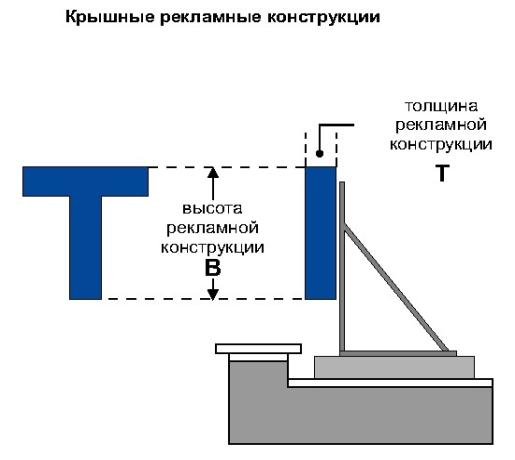 Крышные рекламные конструкции
толщина
рекламной
конструкции
Т
высота
рекламной
конструкции
В